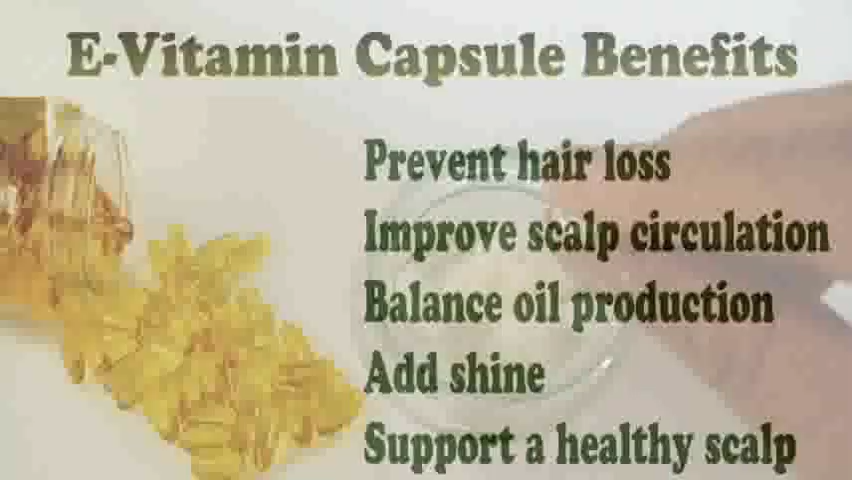 E-Vitamin Capsule Benefits
Prevent hair loss
Improve scalp circulation
Balance oil production
Add shine
Support a healthy scalp